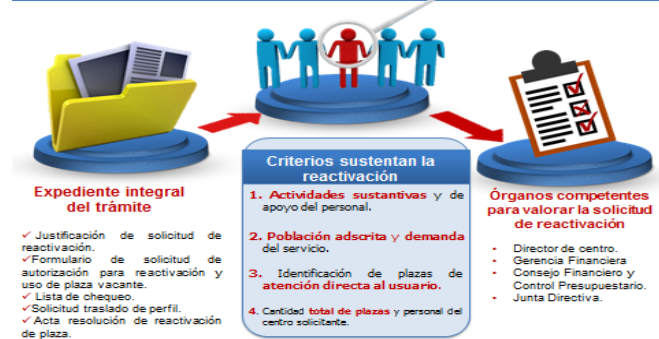 Expediente integral
del trámite
✓ Justificación de solicitud de
reactivación.
✓Formulario de solicitud de
autorización para reactivación y
uso de plaza vacante.
✓ Lista de chequeo.
✓Solicitud traslado de perfil.
✓ Acta resolución de reactivación
de plaza.
Criterios sustentan la
reactivación
1. Actividades sustantivas y de
apoyo del personal.
2. Población adscrita y demanda
del servicio.
3. Identificación de plazas de
atención directa al usuario.
4. Cantidad total de plazas y personal del
centro solicitante.
Órganos competentes
para valorar la solicitud
de reactivación
• Director de centro.
• Gerencia Financiera
• Consejo Financiero y
Control Presupuestario.
• Junta Directiva.